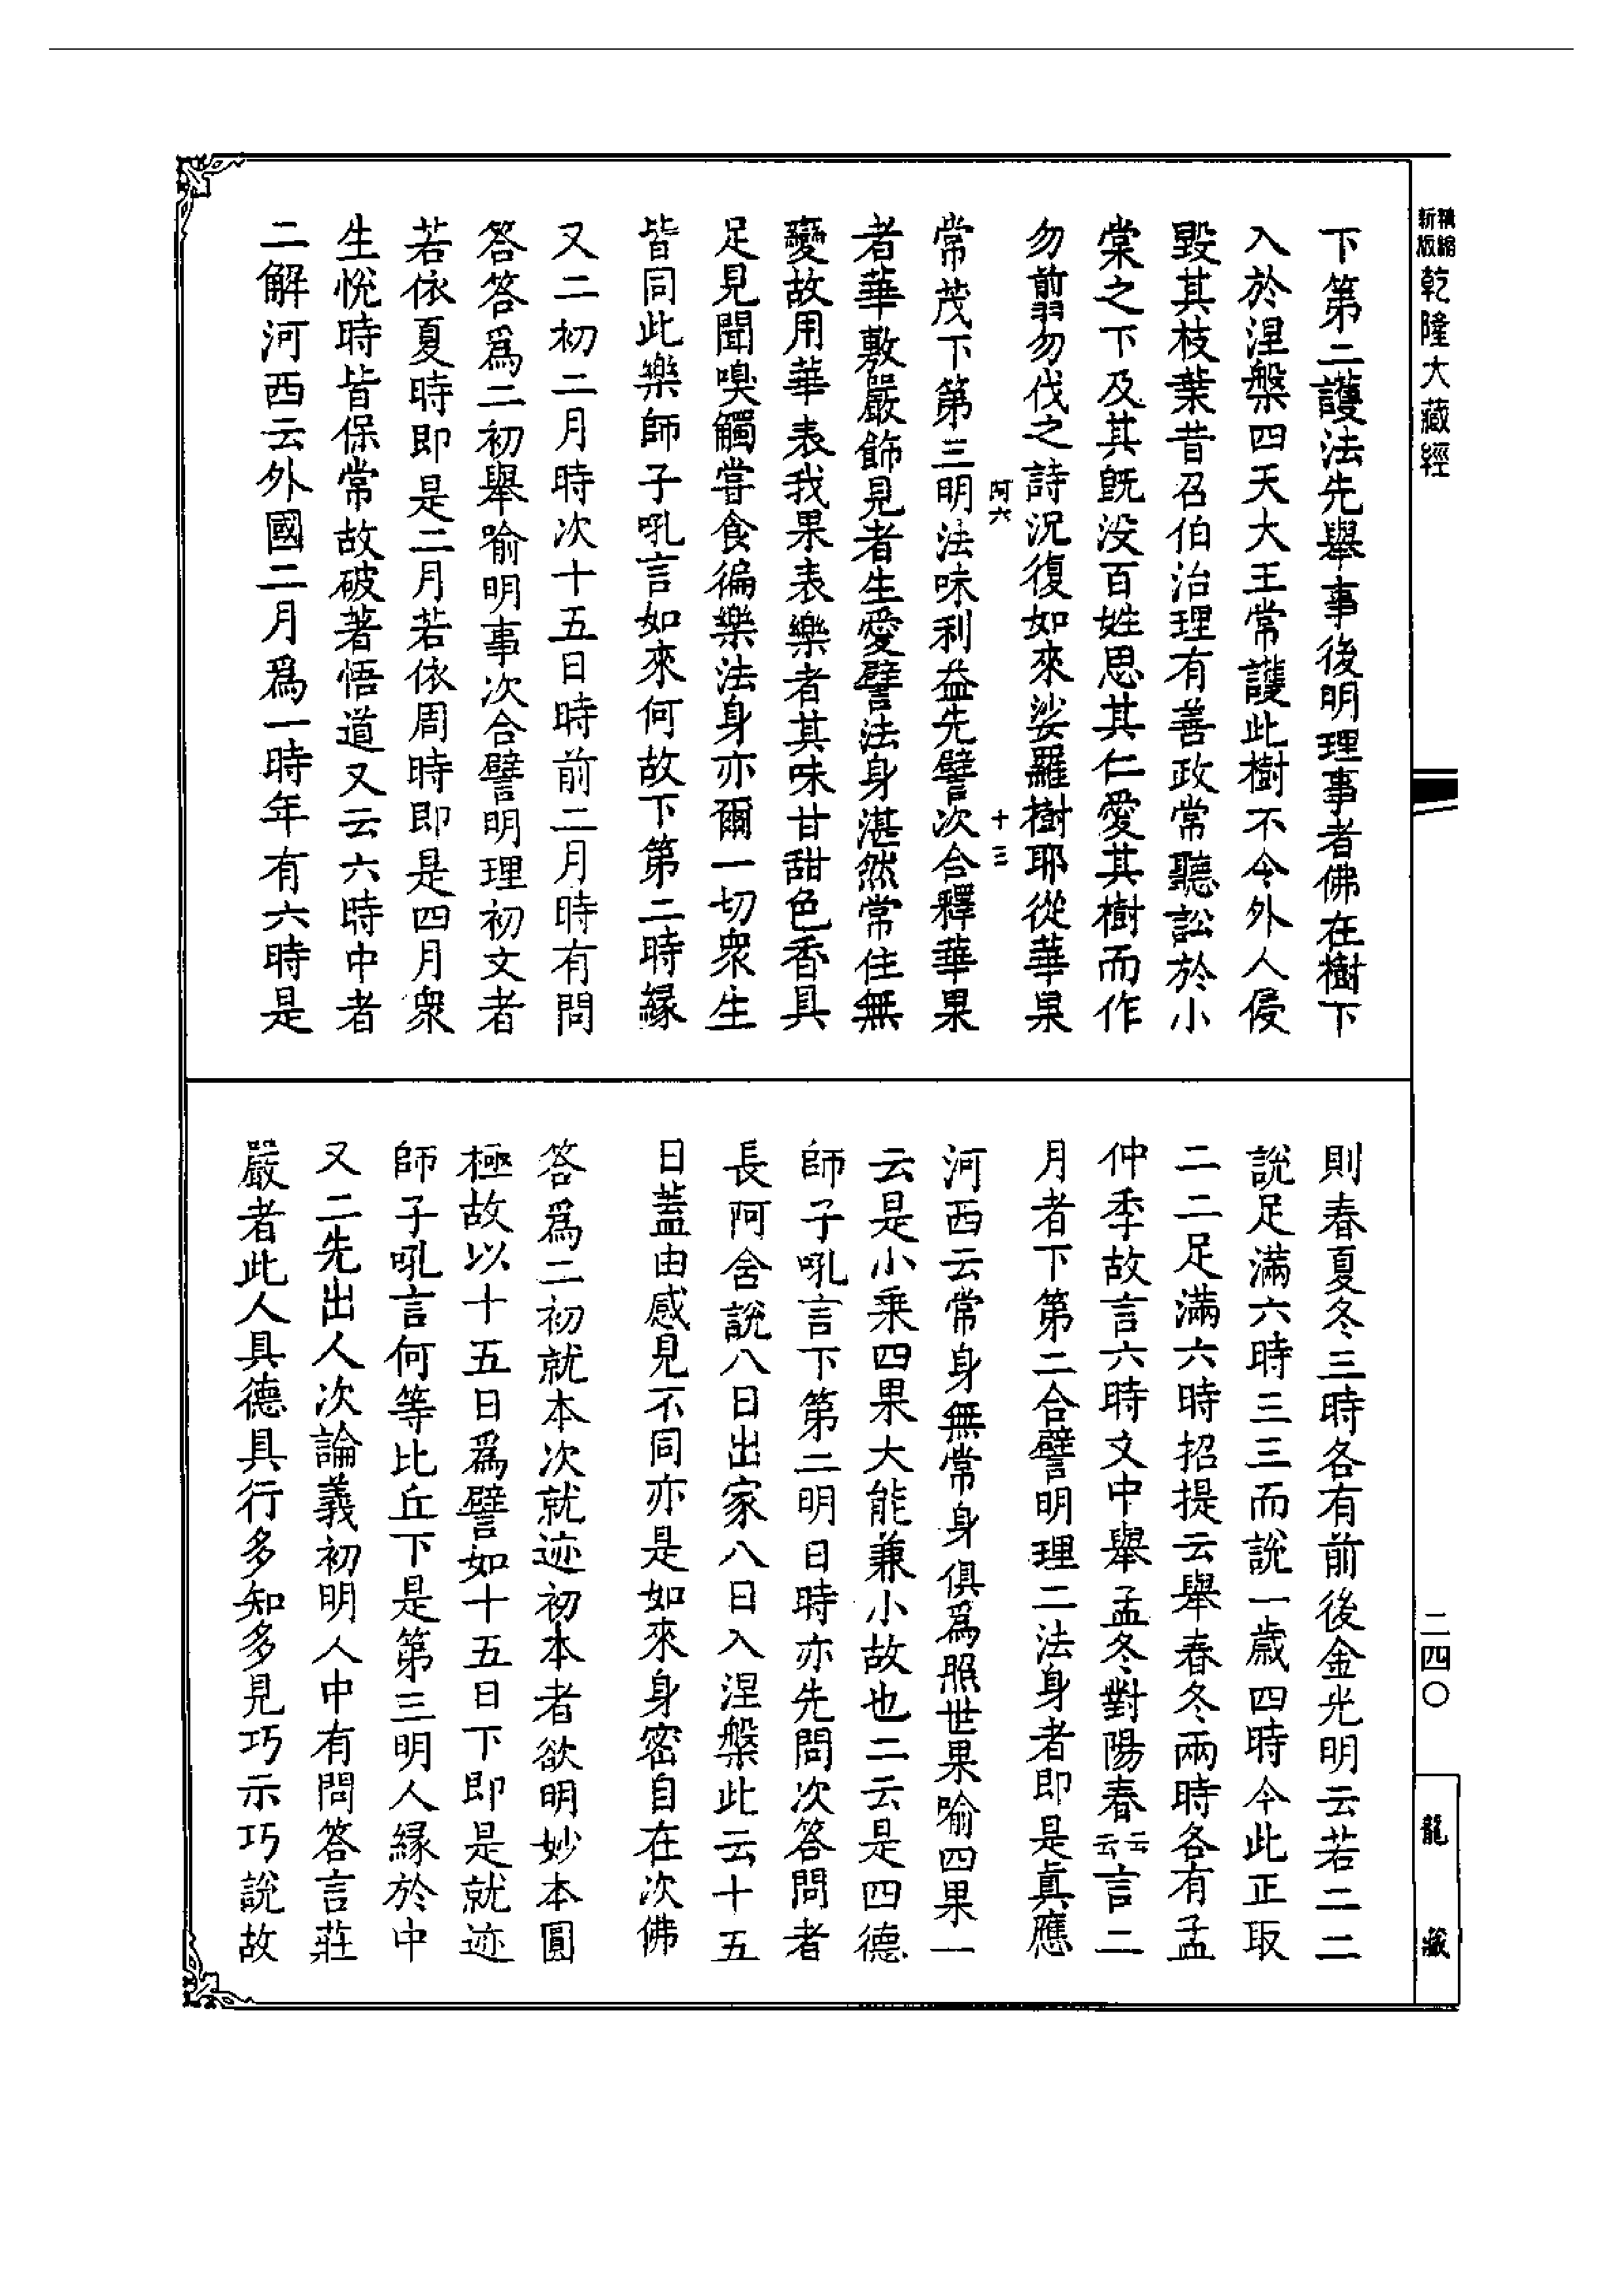 精縮新版乾隆大藏經
下第二護法先舉事後明理事者佛在樹下
入於涅槃四天大王常護此樹不令外人侵
毀其枝葉昔召伯治理有善政常聽訟於小
棠之下及其旣没百姓思其仁愛其樹而作
勿翦勿伐之詩況復如來娑羅樹耶從華果
阿六
十三
常茂下第三明法味利益先譬次合釋華果
者華敷嚴飾見者生愛譬法身湛然常住無
變故用華表我果表樂者其味甘甜色香具
足見聞嗅觸甞食徧樂法身亦爾一切衆生
皆同此樂師子吼言如來何故下第二時縁
又二初二月時次十五日時前二月時有問
答答爲二初舉喻明事次合譬明理初文者
若依夏時即是二月若依周時即是四月衆
生悅時皆保常故破著悟道又云六時中者
二解河西云外國二月爲一時年有六時是
則春夏冬三時各有前後金光明云若二二
說足滿六時三三而說一歲四時今此正取
二二足滿六時招提云舉春冬兩時各有孟
仲季故言六時文中舉孟冬對陽春云云言二
月者下第二合譬明理二法身者即是眞應
河西云常身無常身俱爲照世果喻四果一
云是小乘四果大能兼小故也二云是四德
師子吼言下第二明日時亦先問次答問者
長阿含說八日出家八日入涅槃此云十五
日蓋由感見不同亦是如來身密自在次佛
答爲二初就本次就迹初本者欲明妙本圓
極故以十五日爲譬如十五日下即是就迹
師子吼言何等比丘下是第三明人縁於中
又二先出人次論義初明人中有問答言莊
嚴者此人具德具行多知多見巧示巧說故
二四〇
龍藏